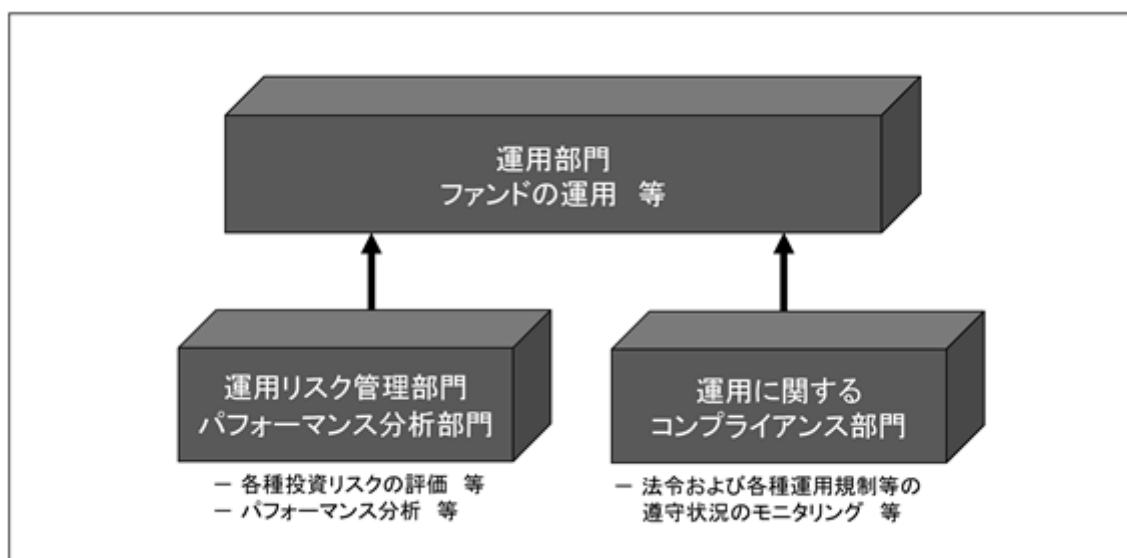 運用部門
ファンドの運用　等
運用リスク管理部門
パフォーマンス分析部門
－ 各種投資リスクの評価　等
－ パフォーマンス分析　等
運用に関する
コンプライアンス部門
－ 法令および各種運用規制等の
遵守状況のモニタリング　等